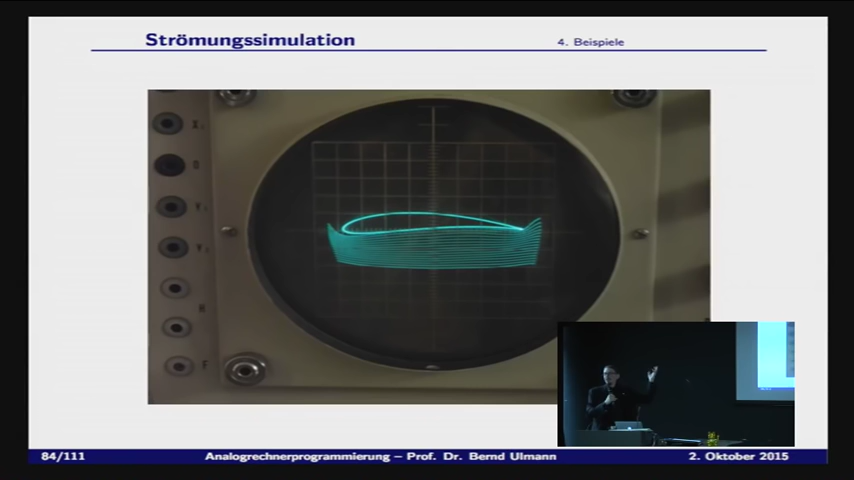 Strömungssimulation
4. Beispiele
84/111
Analogrechnerprogrammierung – Prof. Dr. Bernd Ulmann
2. Oktober 2015